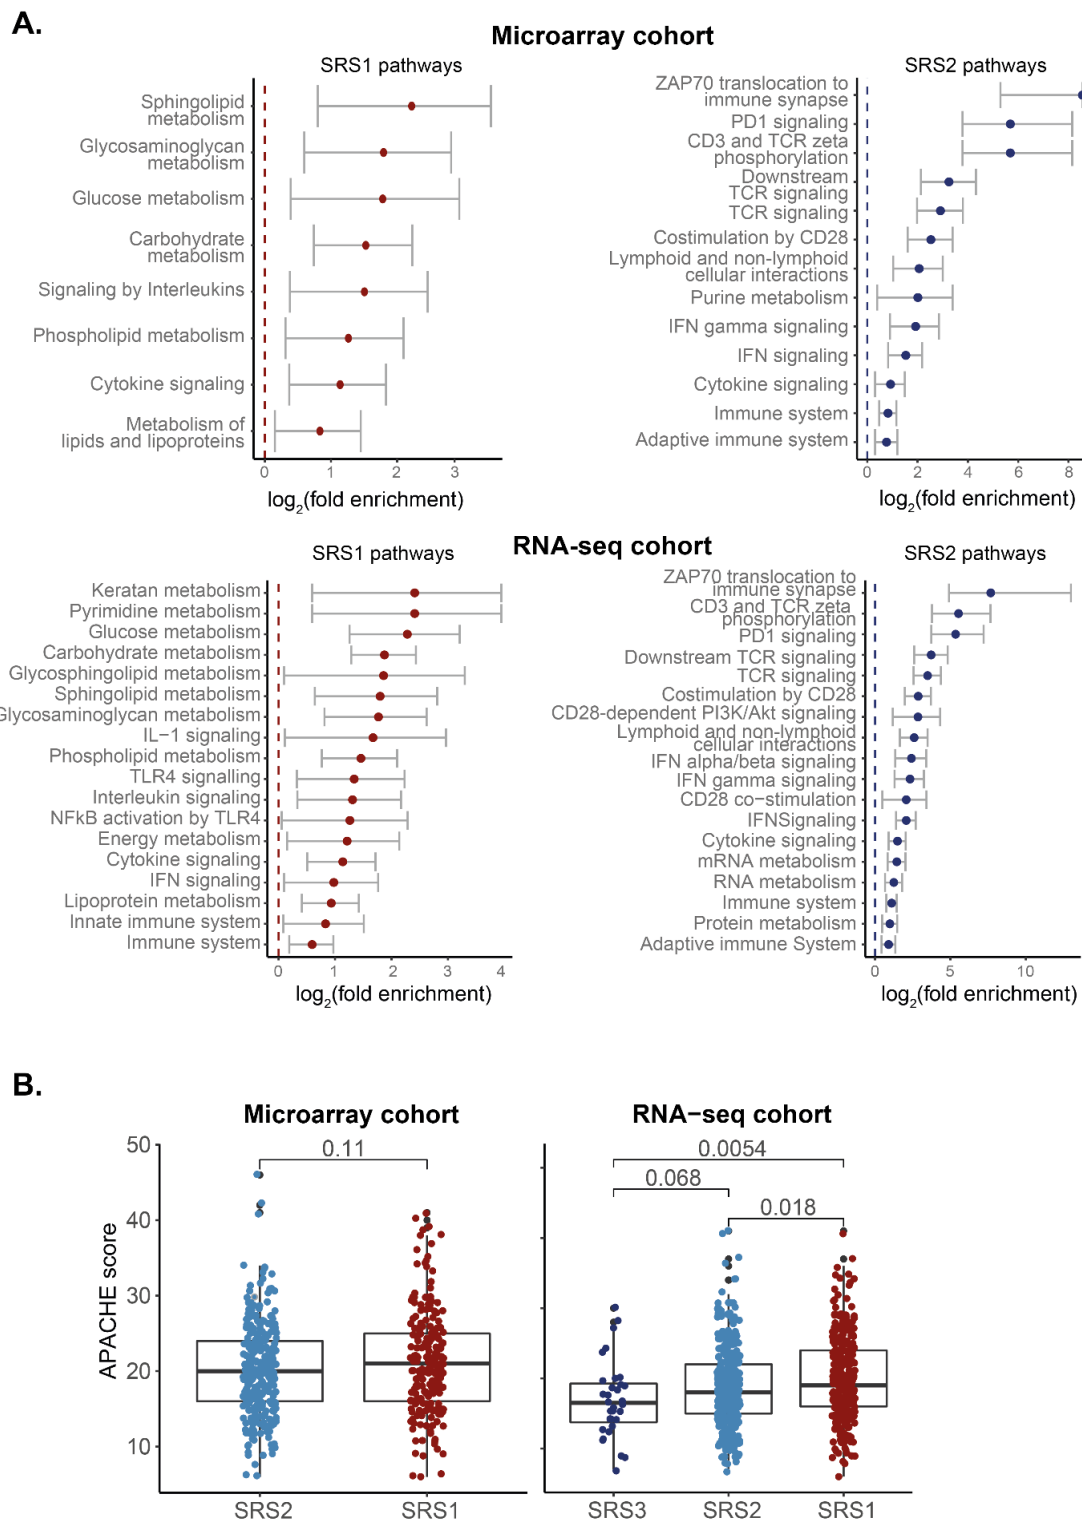 A.
Microarray cohort
SRS1 pathways
Sphingolipid
metabolism
Glycosaminoglycan
metabolism
Glucose metabolism
Carbohydrate
metabolism
Signaling by Interleukins
Phospholipid metabolism
Cytokine signaling
Metabolism of
lipids and lipoproteins
0 1 2 3
log2(fold enrichment)
SRS2 pathways
ZAP70 translocation to
immune synapse
PD1 signaling
CD3 and TCR zeta
phosphorylation
Downstream
TCR signaling
TCR signaling
Costimulation by CD28
Lymphoid and non-lymphoid
cellular interactions
Purine metabolism
IFN gamma signaling
IFN signaling
Cytokine signaling
Immune system
Adaptive immune system
0 2 4 6 8
log2(fold enrichment)
RNA-seq cohort
SRS1 pathways
Keratan metabolism
Pyrimidine metabolism
Glucose metabolism
Carbohydrate metabolism
Glycosphingolipid metabolism
Sphingolipid metabolism
Glycosaminoglycan metabolism
IL−1 signaling
Phospholipid metabolism
TLR4 signalling
Interleukin signaling
NFkB activation by TLR4
Energy metabolism
Cytokine signaling
IFN signaling
Lipoprotein metabolism
Innate immune system
Immune system
0 1 2 3 4
log2(fold enrichment)
SRS2 pathways
ZAP70 translocation to
immune synapse
CD3 and TCR zeta
phosphorylation
PD1 signaling
Downstream TCR signaling
TCR signaling
Costimulation by CD28
CD28-dependent PI3K/Akt signaling
Lymphoid and non-lymphoid
cellular interactions
IFN alpha/beta signaling
IFN gamma signaling
CD28 co−stimulation
IFNSignaling
Cytokine signaling
mRNA metabolism
RNA metabolism
Immune system
Protein metabolism
Adaptive immune System
0 5 10
log2(fold enrichment)
B.
Microarray cohort
APACHE score
50
40
30
20
10
0.11
SRS2 SRS1
RNA−seq cohort
0.0054
0.068
0.018
SRS3 SRS2 SRS1